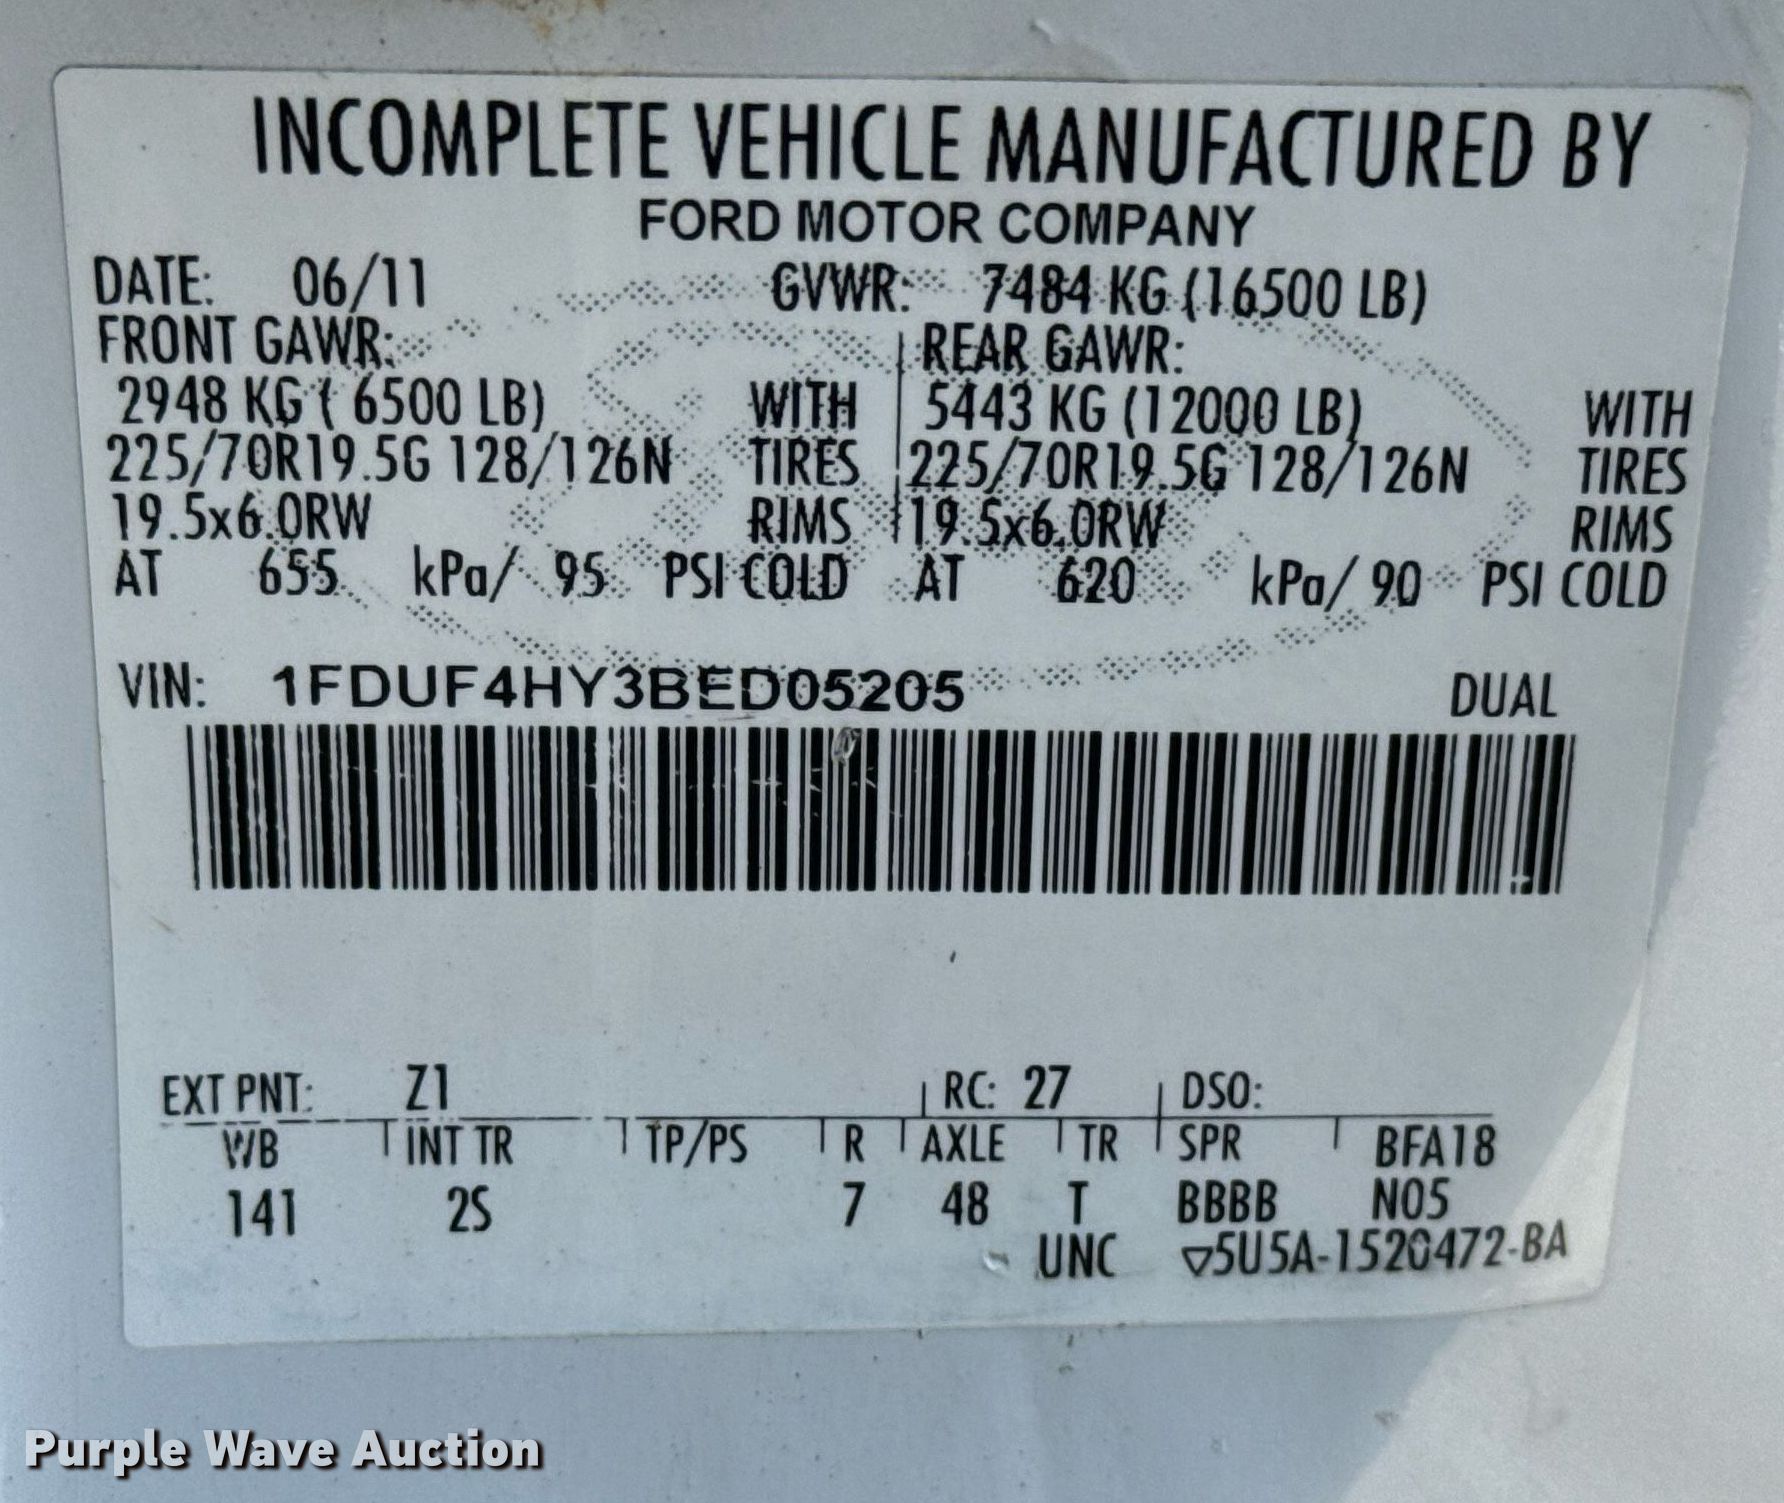 INCOMPLETE VEHICLE MANUFACTURED BY
FORD MOTOR COMPANY
DATE: 06/11 GVWR: 7484 KG (16500 LB)
FRONT GAWR: REAR GAWR:
2948 KG ( 6500 LB) WITH 5443 KG (12000 LB) WITH
225/70R19.5G 128/126N TIRES 225/70R19.5G 128/126N TIRES
19.5x6.0RW RIMS 19.5x6.0RW RIMS
AT 655 kPa/ 95 PSI COLD AT 620 kPa/ 90 PSI COLD
VIN: 1FDUF4HY3BED05205 DUAL
EXT PNT: Z1 RC: 27 DSO:
WB INT TR TP/PS R AXLE TR SPR BFA18
141 2S 7 48 T BBBB N05
UNC ▽5U5A-1520472-BA
Purple Wave Auction